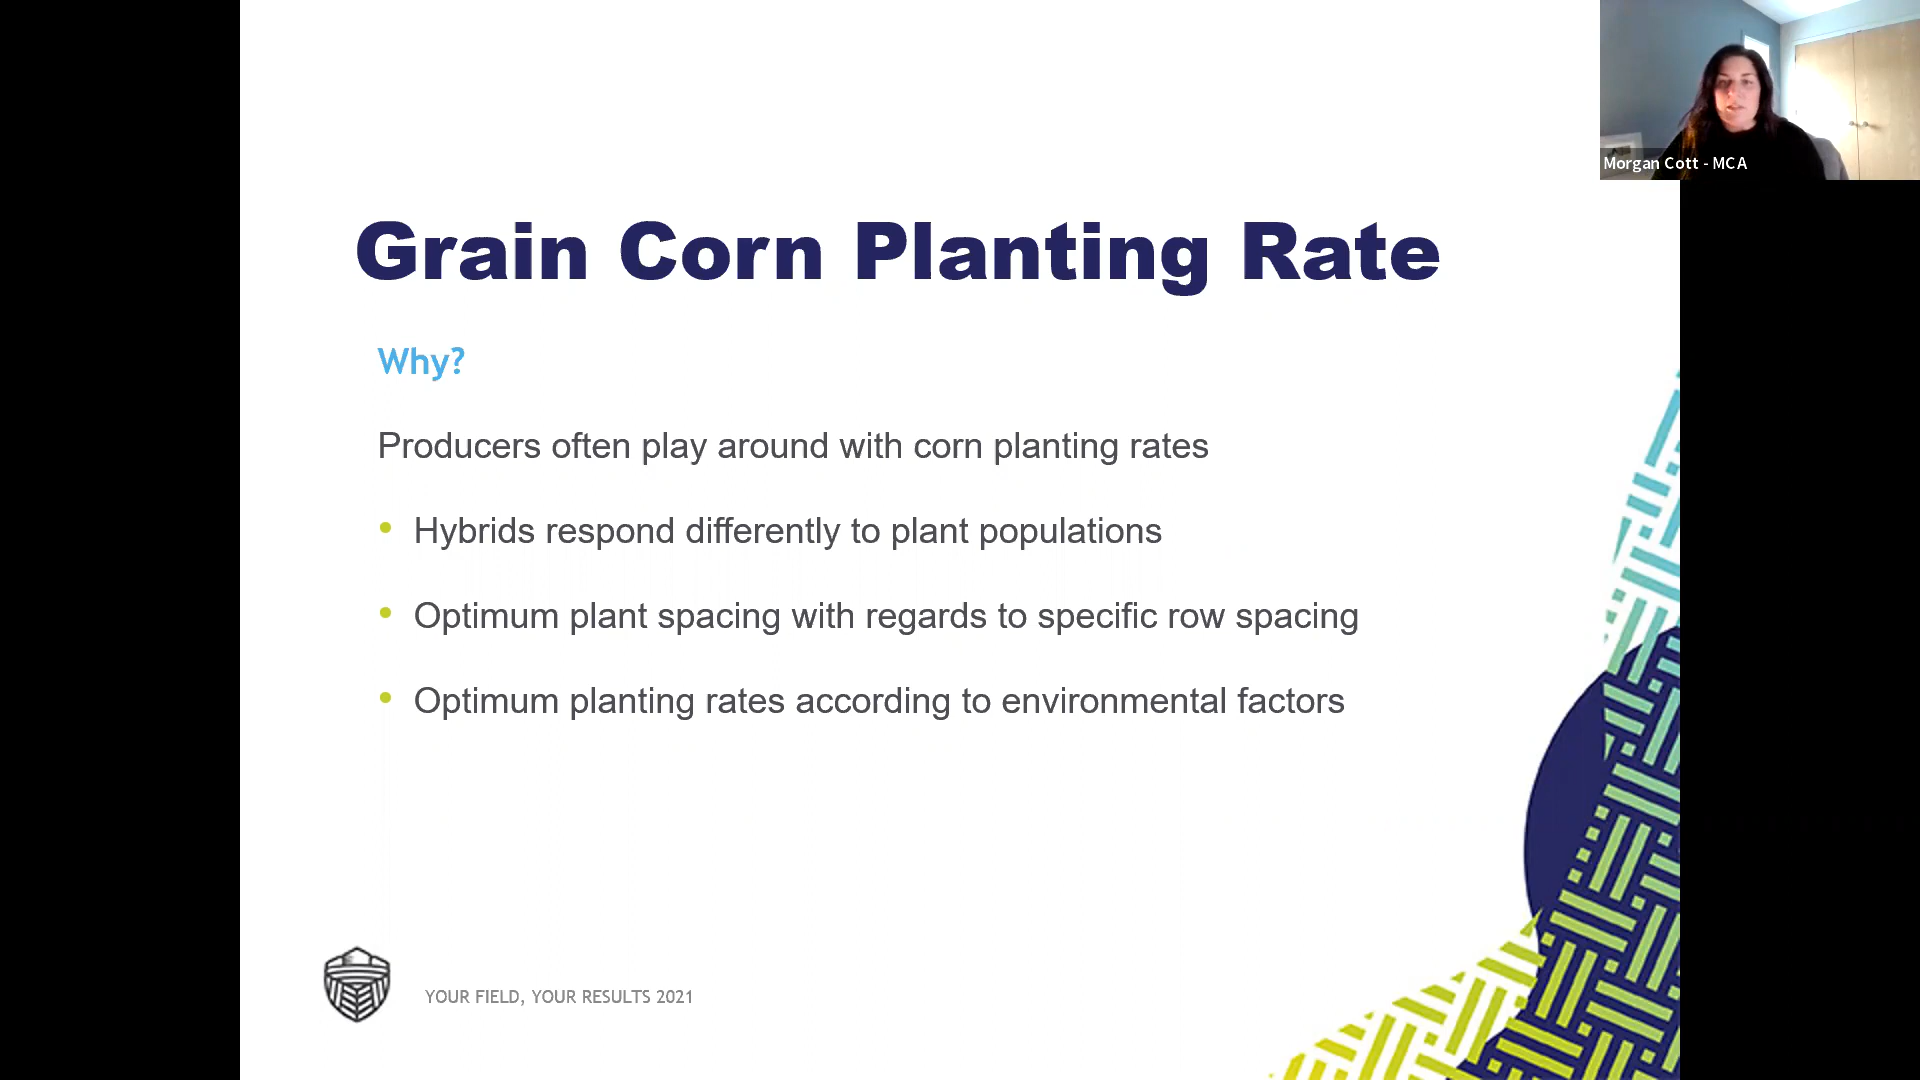 Morgan Cott - MCA
Grain Corn Planting Rate
Why?
Producers often play around with corn planting rates
• Hybrids respond differently to plant populations
• Optimum plant spacing with regards to specific row spacing
• Optimum planting rates according to environmental factors
YOUR FIELD, YOUR RESULTS 2021